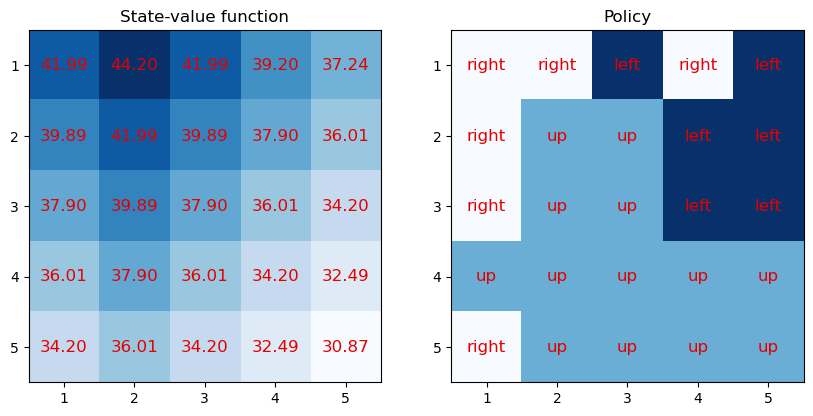 State-value function
1 41.99 44.20 41.99 39.20 37.24
2 39.89 41.99 39.89 37.90 36.01
3 37.90 39.89 37.90 36.01 34.20
4 36.01 37.90 36.01 34.20 32.49
5 34.20 36.01 34.20 32.49 30.87
1 2 3 4 5
Policy
1 right right left right left
2 right up up left left
3 right up up left left
4 up up up up up
5 right up up up up
1 2 3 4 5